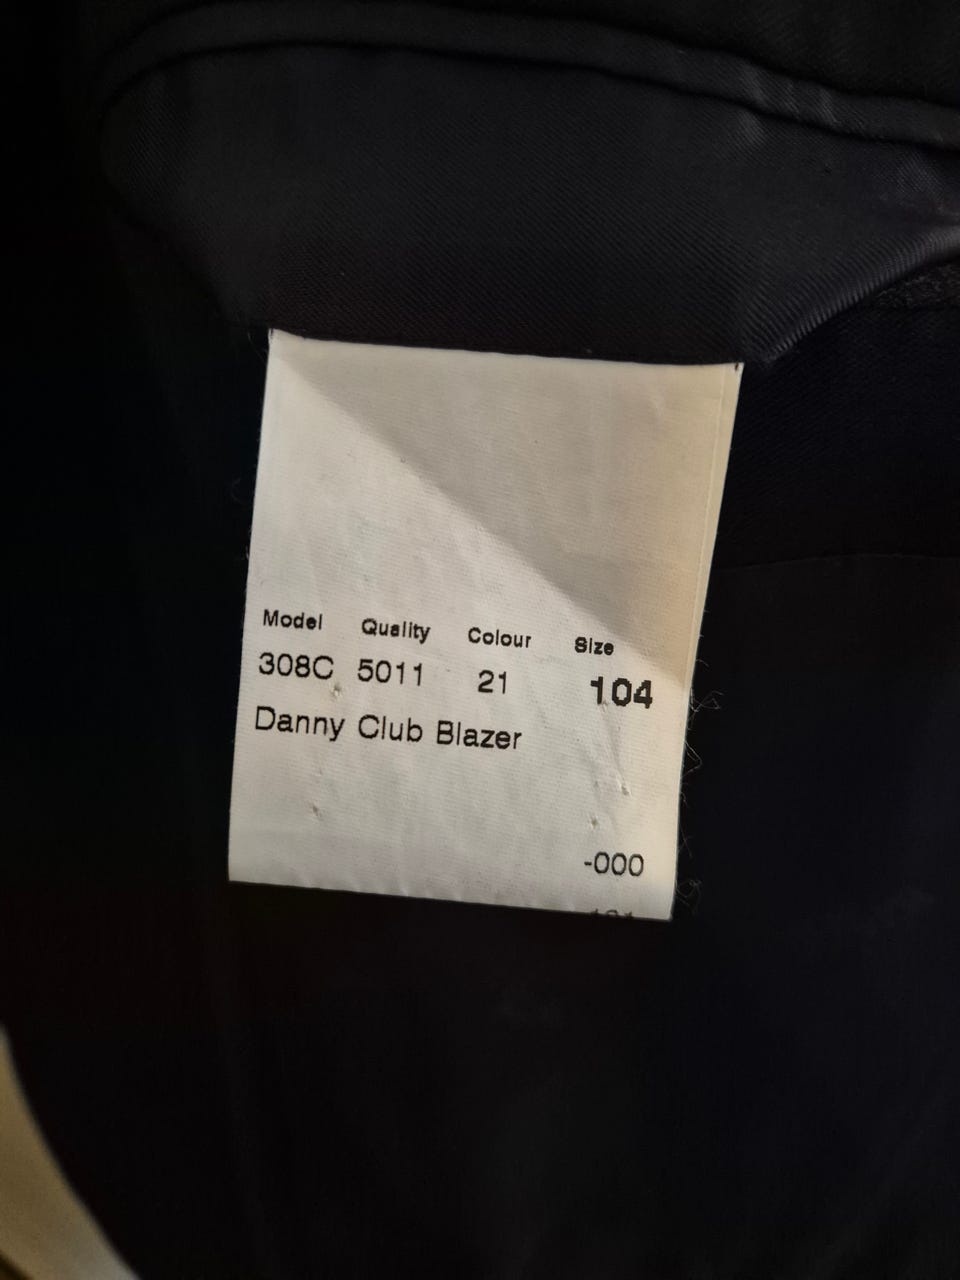 Model Quality Colour Size
308C 5011 21 104
Danny Club Blazer
-000